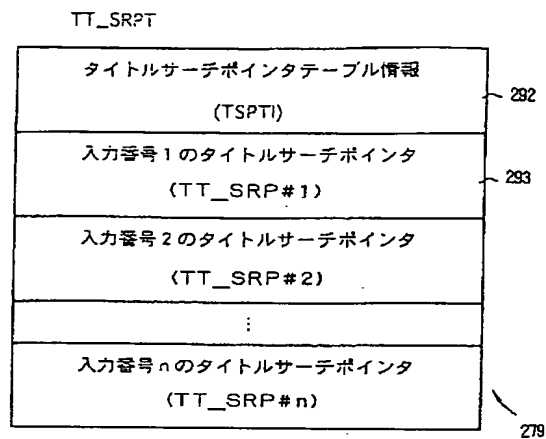 TT_SRPT
タイトルサーチポインタテーブル情報
(TSPTI)
292
入力番号1のタイトルサーチポインタ
(TT_SRP#1)
293
入力番号2のタイトルサーチポインタ
(TT_SRP#2)
⋮
入力番号nのタイトルサーチポインタ
(TT_SRP#n)
279